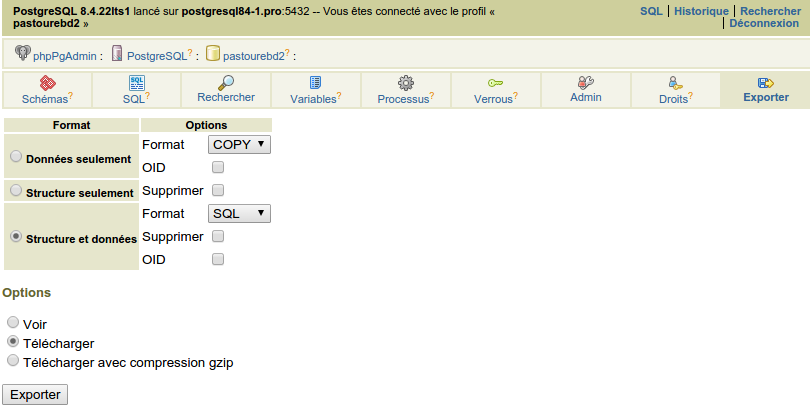 PostgreSQL 8.4.22lts1 lancé sur postgresql84-1.pro:5432 -- Vous êtes connecté avec le profil «
pastourebd2 »
SQL | Historique | Rechercher
| Déconnexion
phpPgAdmin : PostgreSQL? : pastourebd2? :
Schémas? SQL? Rechercher Variables? Processus? Verrous? Admin Droits? Exporter
Format Options
Données seulement
Format COPY
OID
Structure seulement Supprimer
Structure et données
Format SQL
Supprimer
OID
Options
Voir
Télécharger
Télécharger avec compression gzip
Exporter